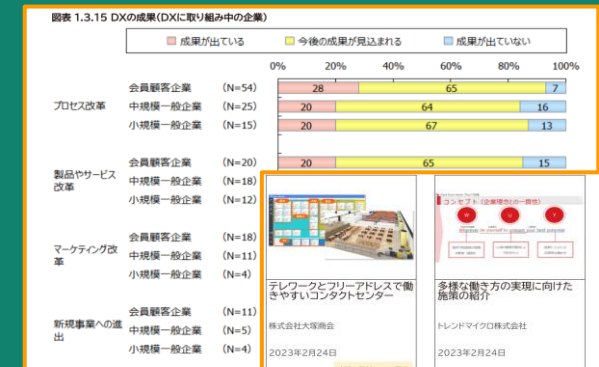 図表 1.3.15 DXの成果(DXに取り組み中の企業)
成果が出ている 今後の成果が見込まれる 成果が出ていない
0% 20% 40% 60% 80% 100%
プロセス改革
会員顧客企業 (N=54) 28 65 7
中規模一般企業 (N=25) 20 64 16
小規模一般企業 (N=15) 20 67 13
製品やサービス
改革
会員顧客企業 (N=20) 20 65 15
中規模一般企業 (N=18)
小規模一般企業 (N=12)
マーケティング改
革
会員顧客企業 (N=18)
中規模一般企業 (N=11)
小規模一般企業 (N=4)
新規事業への進
出
会員顧客企業 (N=11)
中規模一般企業 (N=5)
小規模一般企業 (N=4)
テレワークとフリーアドレスで働
きやすいコンタクトセンター
株式会社大塚商会
2023年2月24日
コンセプト(企業理念)の一貫性
多様な働き方の実現に向けた
施策の紹介
トレンドマイクロ株式会社
2023年2月24日